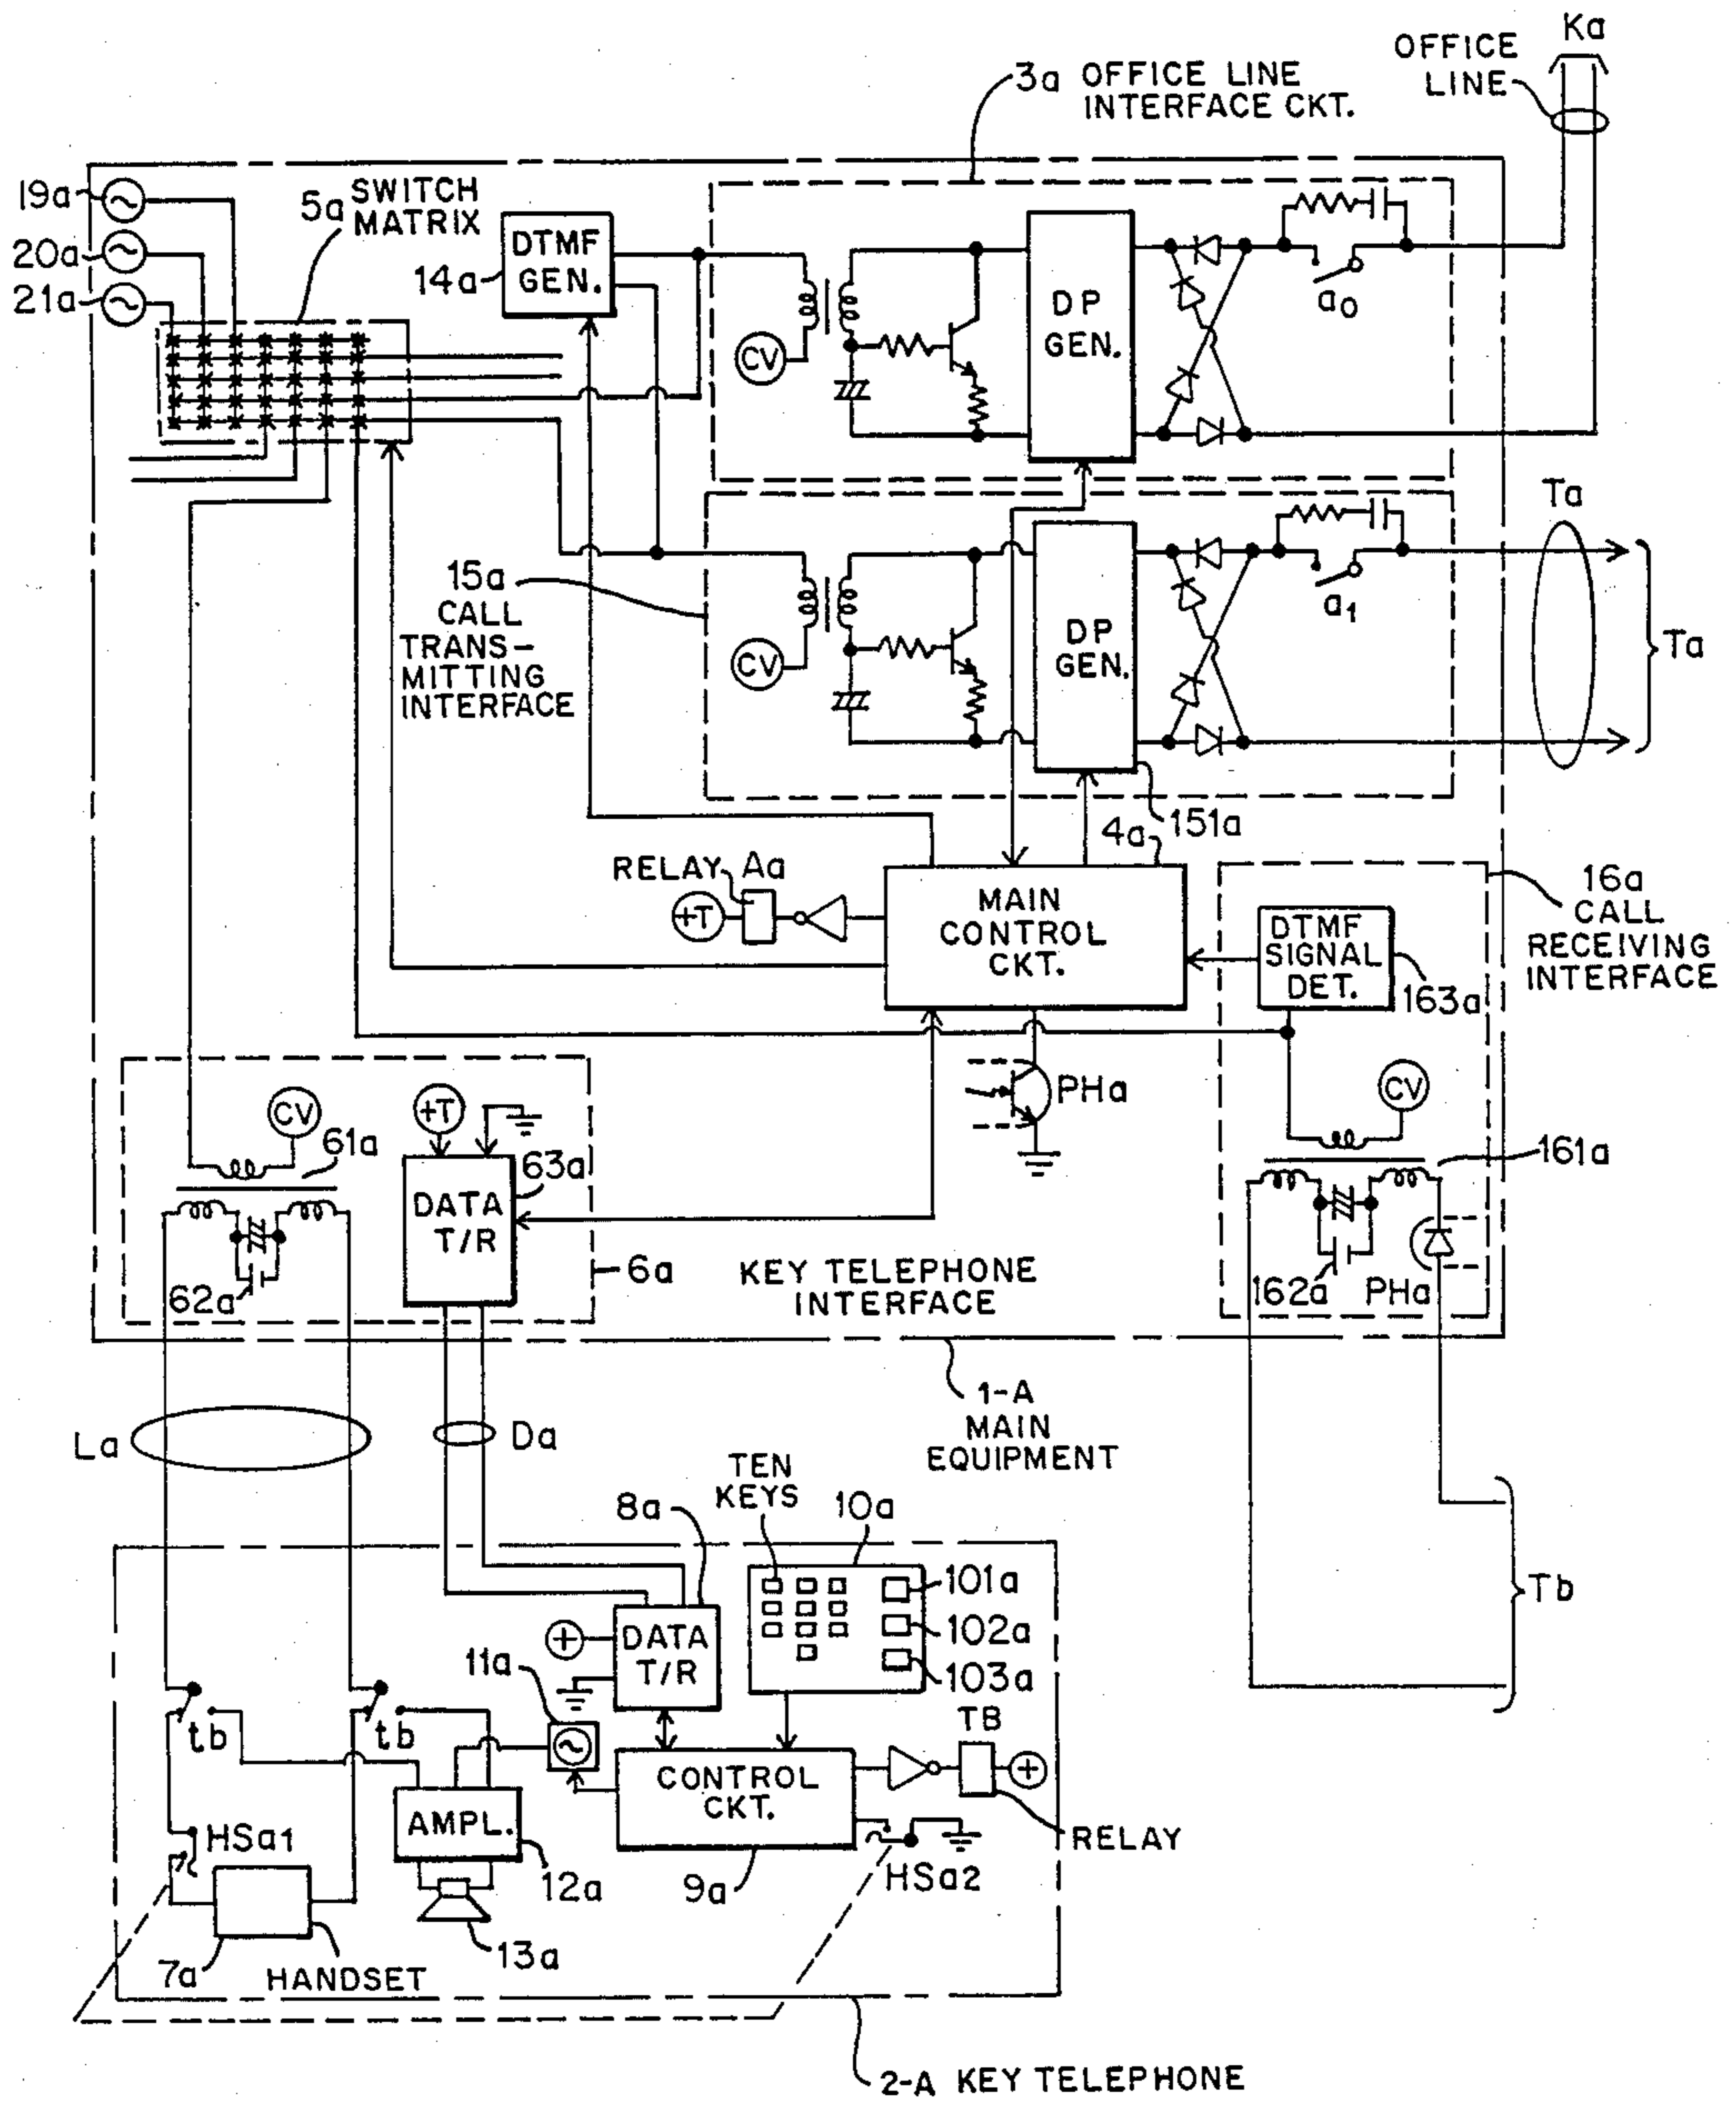 Ka
OFFICE
LINE
3a OFFICE LINE
INTERFACE CKT.
19a
20a
21a
5a SWITCH
MATRIX
DTMF
GEN.
14a
CV
DP
GEN.
a0
Ta
15a
CALL
TRANS-
MITTING
INTERFACE
CV
DP
GEN.
a1
Ta
151a
4a
RELAY Aa
+T
MAIN
CONTROL
CKT.
16a
CALL
RECEIVING
INTERFACE
DTMF
SIGNAL
DET.
163a
PHa
CV
161a
162a
PHa
CV
61a
62a
+T
63a
DATA
T/R
6a
KEY TELEPHONE
INTERFACE
1-A
MAIN
EQUIPMENT
La
Da
TEN
KEYS
8a
10a
101a
102a
103a
Tb
+
DATA
T/R
11a
tb
tb
TB
CONTROL
CKT.
+
RELAY
AMPL.
12a
13a
HSa1
HSa2
9a
7a
HANDSET
2-A KEY TELEPHONE